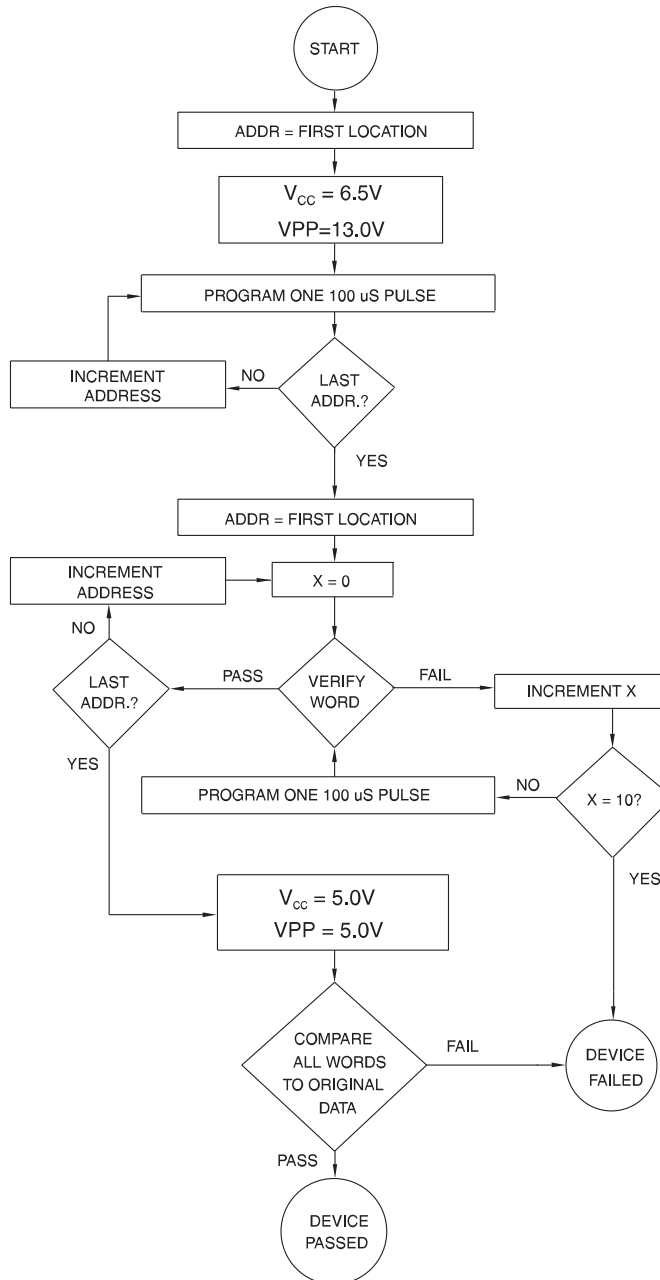 START
ADDR = FIRST LOCATION
V_CC = 6.5V
VPP=13.0V
PROGRAM ONE 100 uS PULSE
INCREMENT
ADDRESS
NO
LAST
ADDR.?
YES
ADDR = FIRST LOCATION
INCREMENT
ADDRESS
X = 0
NO
LAST
ADDR.?
PASS
VERIFY
WORD
FAIL
INCREMENT X
YES
PROGRAM ONE 100 uS PULSE
NO
X = 10?
YES
V_CC = 5.0V
VPP = 5.0V
COMPARE
ALL WORDS
TO ORIGINAL
DATA
FAIL
DEVICE
FAILED
PASS
DEVICE
PASSED